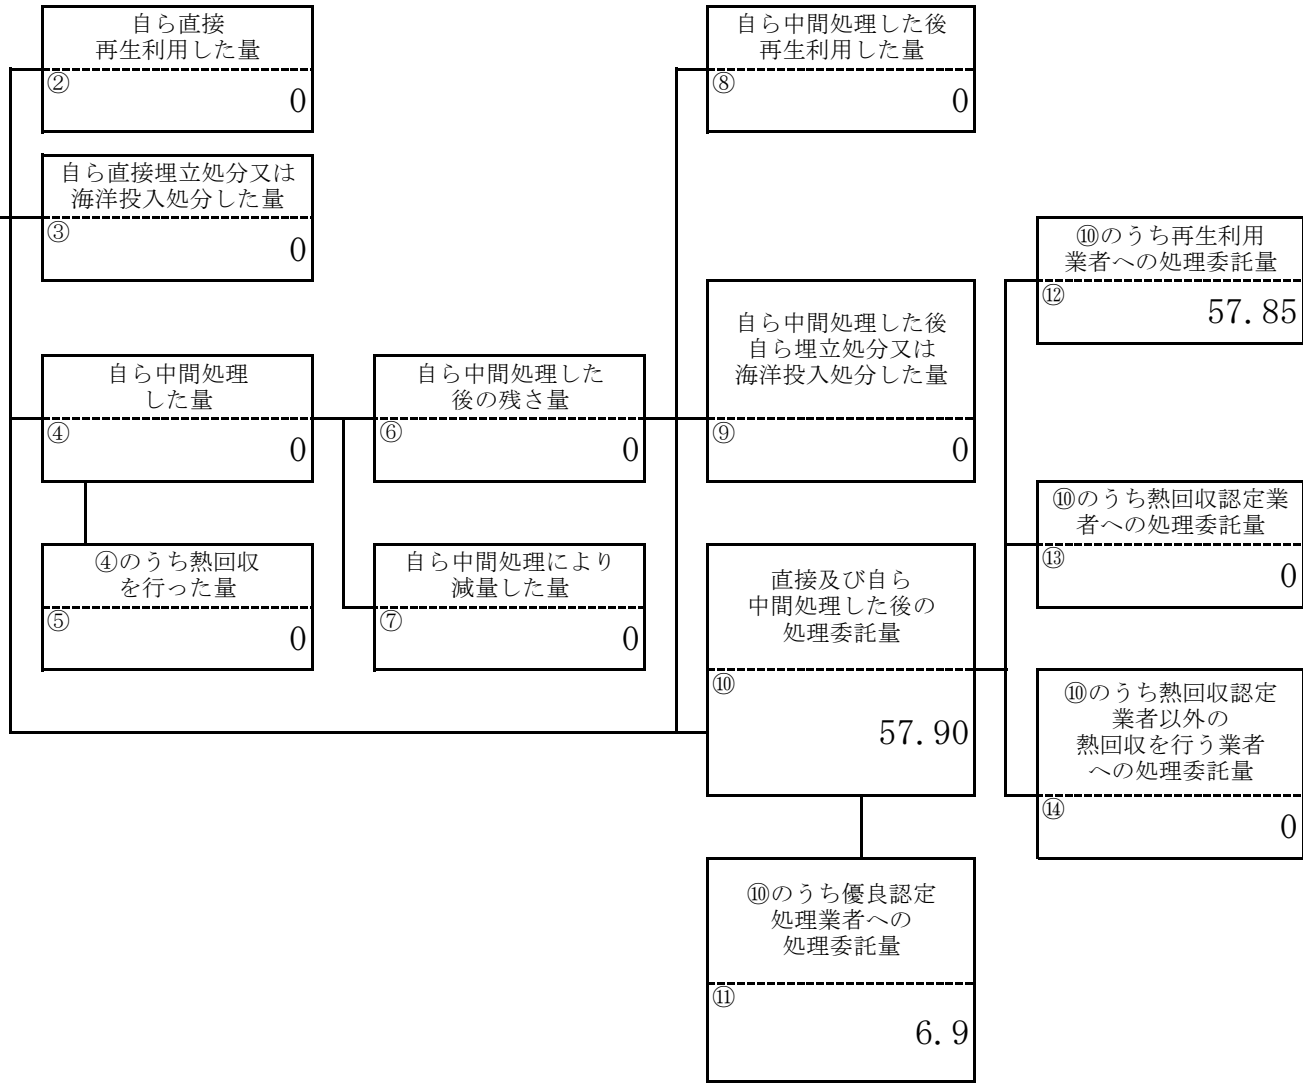 自ら直接
再生利用した量
②
0
自ら直接埋立処分又は
海洋投入処分した量
③
0
自ら中間処理
した量
④
0
④のうち熱回収
を行った量
⑤
0
自ら中間処理した
後の残さ量
⑥
0
自ら中間処理により
減量した量
⑦
0
自ら中間処理した後
再生利用した量
⑧
0
自ら中間処理した後
自ら埋立処分又は
海洋投入処分した量
⑨
0
直接及び自ら
中間処理した後の
処理委託量
⑩
57.90
⑩のうち優良認定
処理業者への
処理委託量
⑪
6.9
⑩のうち再生利用
業者への処理委託量
⑫
57.85
⑩のうち熱回収認定業
者への処理委託量
⑬
0
⑩のうち熱回収認定
業者以外の
熱回収を行う業者
への処理委託量
⑭
0